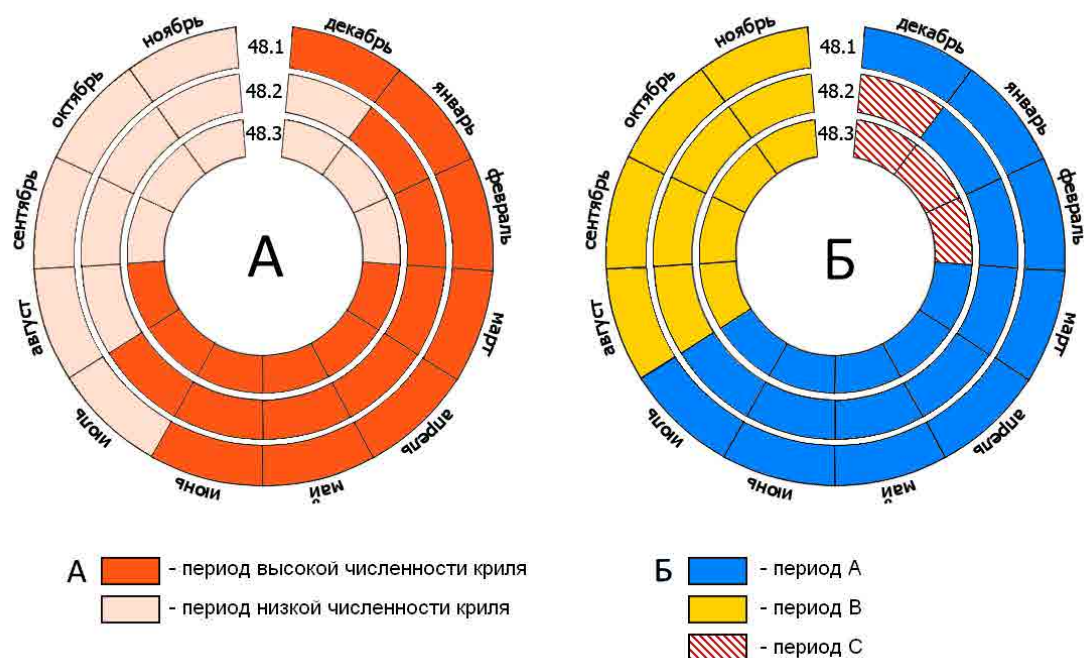 ноябрь
48.1
декабрь
октябрь
48.2
январь
48.3
сентябрь
февраль
А
август
март
июль
апрель
июнь
май
ноябрь
48.1
декабрь
октябрь
48.2
январь
48.3
сентябрь
февраль
Б
август
март
июль
апрель
июнь
май
А - период высокой численности криля
- период низкой численности криля
Б - период А
- период В
- период С